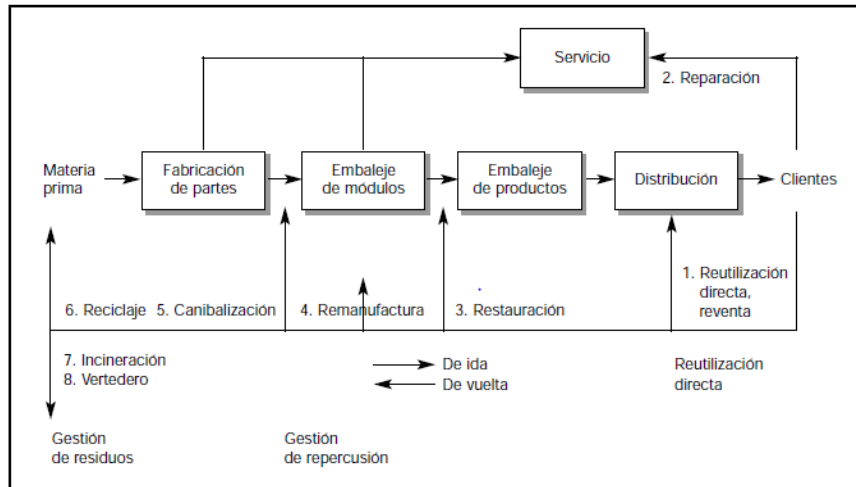 Servicio
2. Reparación
Materia
prima
Fabricación
de partes
Embaleje
de módulos
Embaleje
de productos
Distribución
Clientes
1. Reutilización
directa,
reventa
6. Reciclaje
5. Canibalización
4. Remanufactura
3. Restauración
7. Incineración
8. Vertedero
De ida
De vuelta
Reutilización
directa
Gestión
de residuos
Gestión
de repercusión